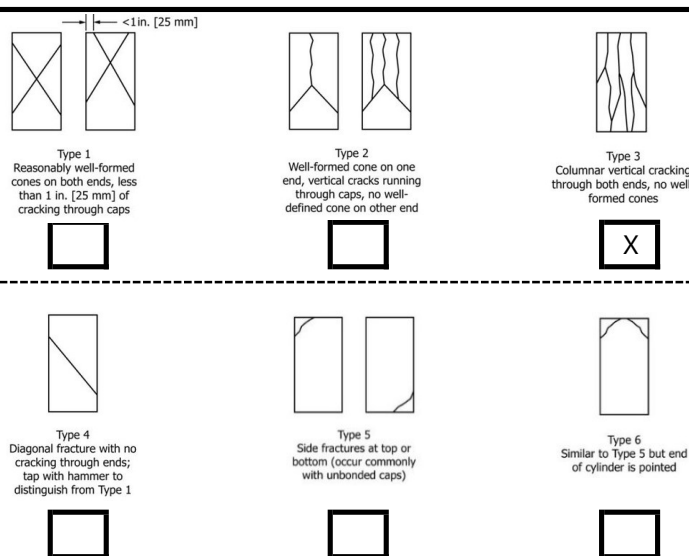 <1in. [25 mm]
Type 1
Reasonably well-formed
cones on both ends, less
than 1 in. [25 mm] of
cracking through caps
Type 2
Well-formed cone on one
end, vertical cracks running
through caps, no well-
defined cone on other end
Type 3
Columnar vertical cracking
through both ends, no well-
formed cones
X
Type 4
Diagonal fracture with no
cracking through ends;
tap with hammer to
distinguish from Type 1
Type 5
Side fractures at top or
bottom (occur commonly
with unbonded caps)
Type 6
Similar to Type 5 but end
of cylinder is pointed